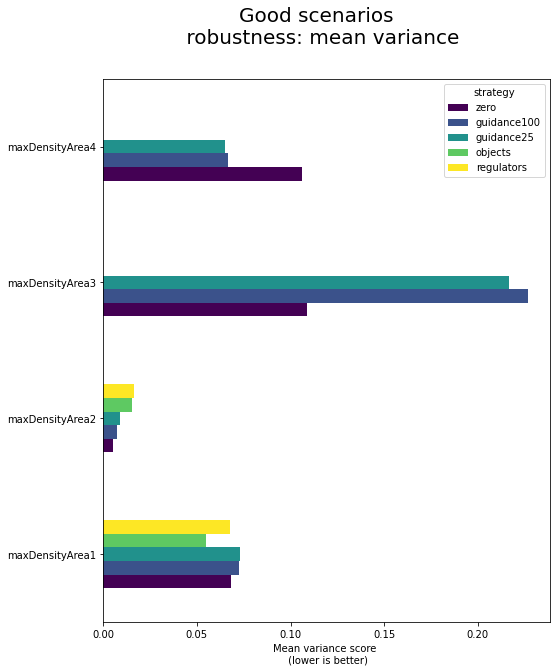 Good scenarios
robustness: mean variance
strategy
zero
guidance100
guidance25
objects
regulators
maxDensityArea4
maxDensityArea3
maxDensityArea2
maxDensityArea1
0.00
0.05
0.10
0.15
0.20
Mean variance score
(lower is better)